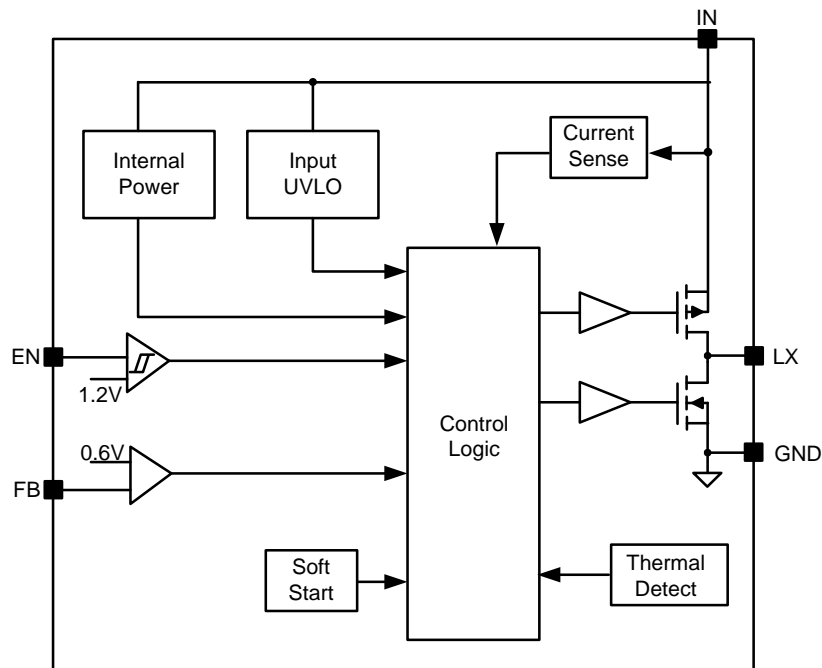 IN
Internal
Power
Input
UVLO
Current
Sense
EN
1.2V
LX
Control
Logic
0.6V
GND
FB
Soft
Start
Thermal
Detect